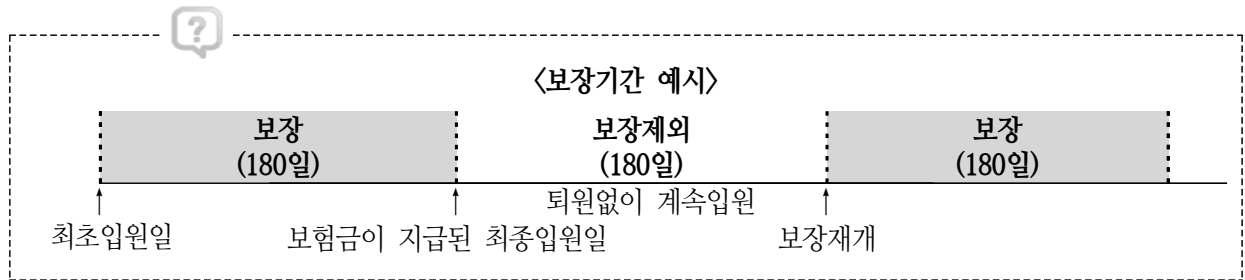 ?
〈보장기간 예시〉
보장 보장제외 보장
(180일) (180일) (180일)
퇴원없이 계속입원
최초입원일 보험금이 지급된 최종입원일 보장재개